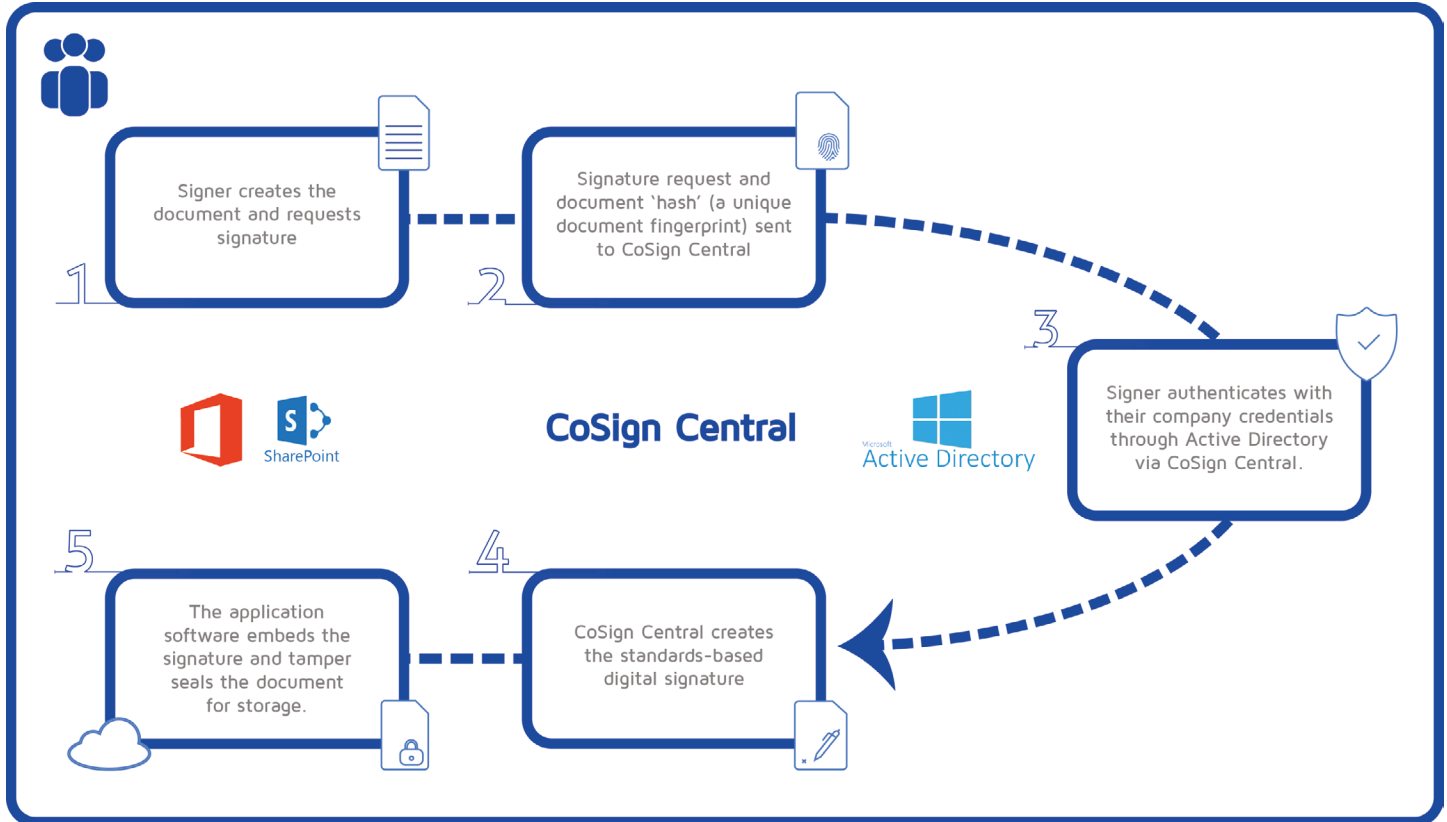 1
Signer creates the
document and requests
signature
2
Signature request and
document ‘hash’ (a unique
document fingerprint) sent
to CoSign Central
3
Signer authenticates with
their company credentials
through Active Directory
via CoSign Central.
S
SharePoint
CoSign Central
Microsoft
Active Directory
4
CoSign Central creates
the standards-based
digital signature
x
5
The application
software embeds the
signature and tamper
seals the document
for storage.